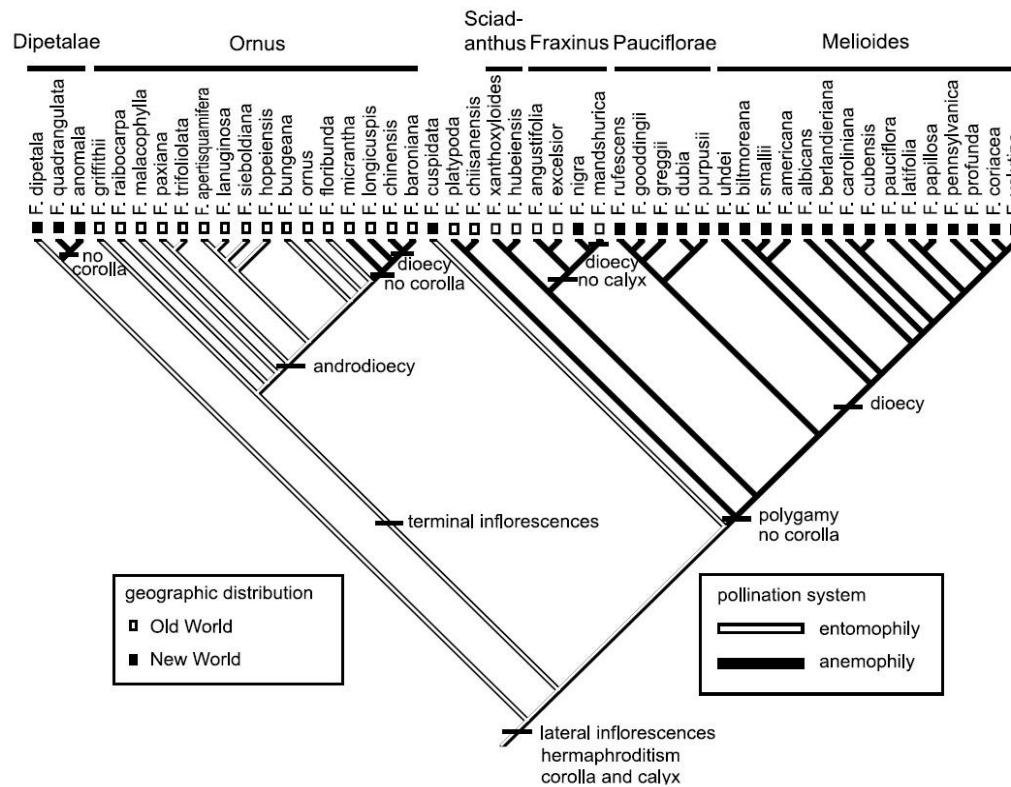 Sciad-
Dipetalae Ornus anthus Fraxinus Pauciflorae Melioides
F. dipetala
F. quadrangulata
F. anomala
F. griffithii
F. raibocarpa
F. malacophylla
F. paxiana
F. trifoliolata
F. apertisquamifera
F. lanuginosa
F. sieboldiana
F. hopeiensis
F. bungeana
F. ornus
F. floribunda
F. micrantha
F. longicuspis
F. chinensis
F. baroniana
F. cuspidata
F. platypoda
F. chiisanensis
F. xanthoxyloides
F. hubeiensis
F. angustifolia
F. excelsior
F. nigra
F. mandshurica
F. rufescens
F. gooddingii
F. greggii
F. dubia
F. purpusii
F. uhdei
F. biltmoreana
F. smallii
F. americana
F. albicans
F. berlandieriana
F. caroliniana
F. cubensis
F. pauciflora
F. latifolia
F. papillosa
F. pennsylvanica
F. profunda
F. coriacea
no
corolla
dioecy
no corolla
dioecy
no calyx
androdioecy
dioecy
terminal inflorescences
polygamy
no corolla
geographic distribution
Old World
New World
pollination system
entomophily
anemophily
lateral inflorescences
hermaphroditism
corolla and calyx